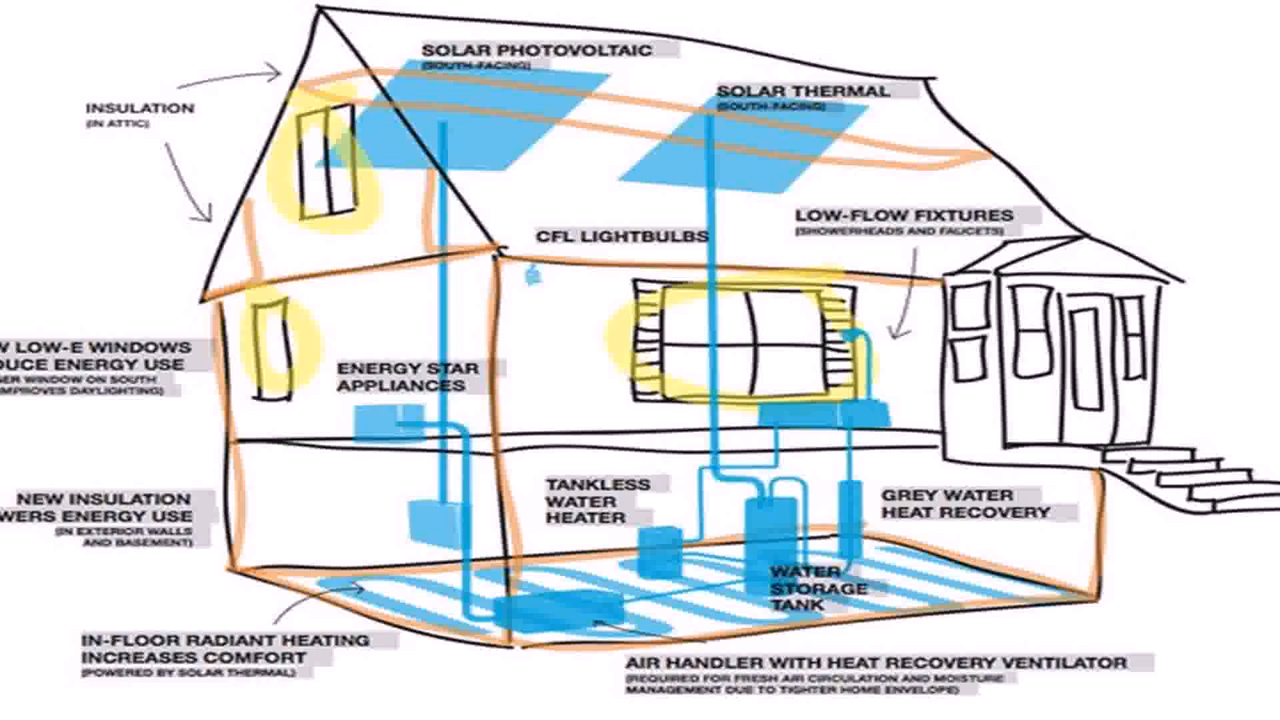 SOLAR PHOTOVOLTAIC
(SOUTH-FACING)
SOLAR THERMAL
(SOUTH-FACING)
INSULATION
(IN ATTIC)
LOW-FLOW FIXTURES
(SHOWERHEADS AND FAUCETS)
CFL LIGHTBULBS
W LOW-E WINDOWS
DUCE ENERGY USE
WINDOW ON SOUTH
IMPROVES DAYLIGHTING)
ENERGY STAR
APPLIANCES
TANKLESS
WATER
HEATER
GREY WATER
HEAT RECOVERY
NEW INSULATION
WERS ENERGY USE
(IN EXTERIOR WALLS
AND BASEMENT)
WATER
STORAGE
TANK
IN-FLOOR RADIANT HEATING
INCREASES COMFORT
(POWERED BY SOLAR THERMAL)
AIR HANDLER WITH HEAT RECOVERY VENTILATOR
(REQUIRED FOR FRESH AIR CIRCULATION AND MOISTURE
MANAGEMENT DUE TO TIGHTER HOME ENVELOPE)